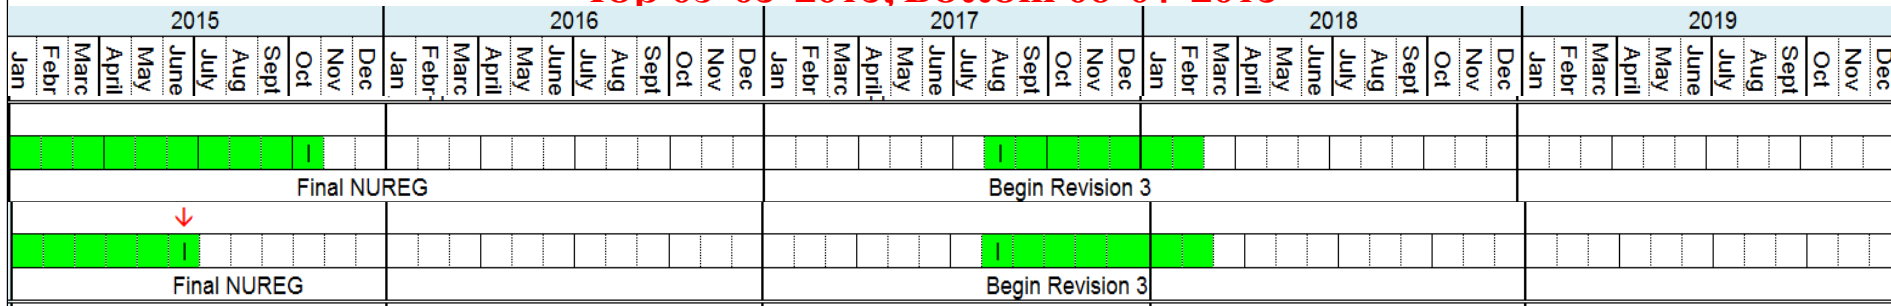 2015 2016 2017 2018 2019
Jan Febr Marc April May June July Aug Sept Oct Nov Dec Jan Febr Marc April May June July Aug Sept Oct Nov Dec Jan Febr Marc April May June July Aug Sept Oct Nov Dec Jan Febr Marc April May June July Aug Sept Oct Nov Dec Jan Febr Marc April May June July Aug Sept Oct Nov Dec
I I
Final NUREG Begin Revision 3
↓
I I
Final NUREG Begin Revision 3